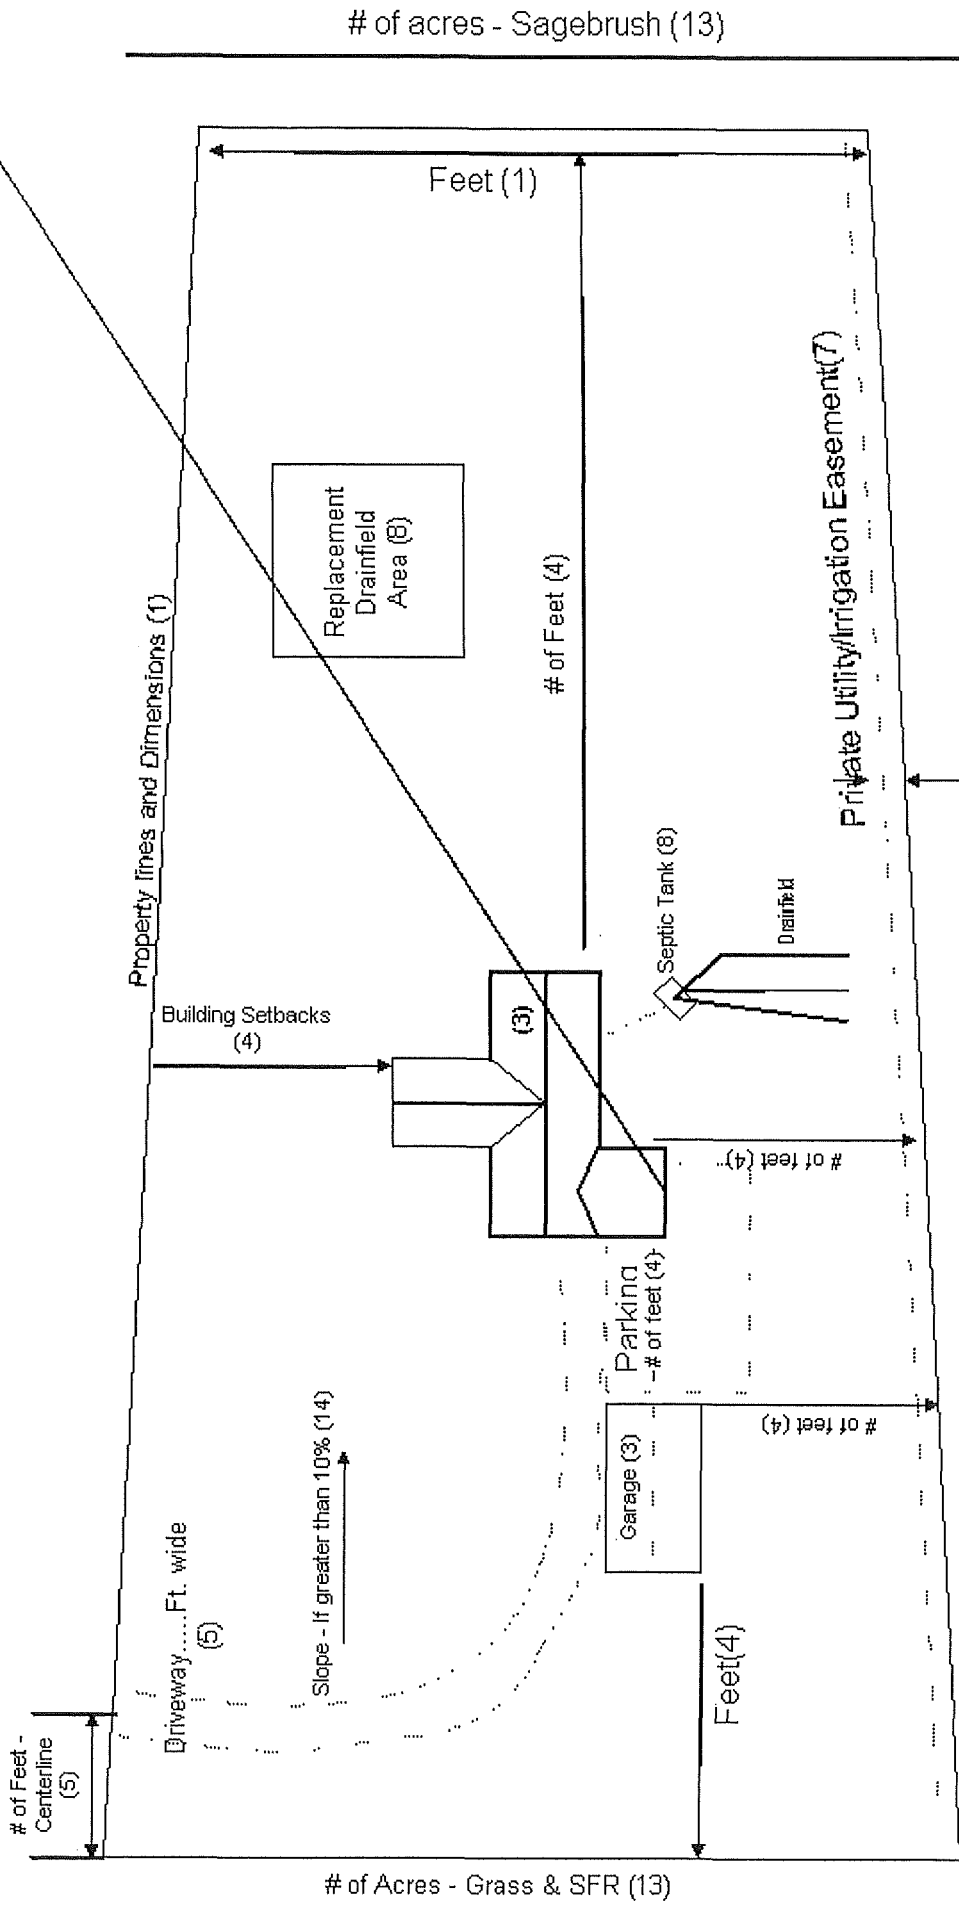 # of acres - Sagebrush (13)
Feet (1)
Private Utility/Irrigation Easement(7)
Replacement
Drainfield
Area (8)
# of Feet (4)
Property lines and Dimensions (1)
Building Setbacks
(4)
(3)
Septic Tank (8)
Drainfield
# of feet (4)
Parking
# of feet (4)
# of feet (4)
Garage (3)
Slope - If greater than 10% (14)
Driveway....Ft. wide
(5)
Feet(4)
# of Feet -
Centerline
(5)
# of Acres - Grass & SFR (13)